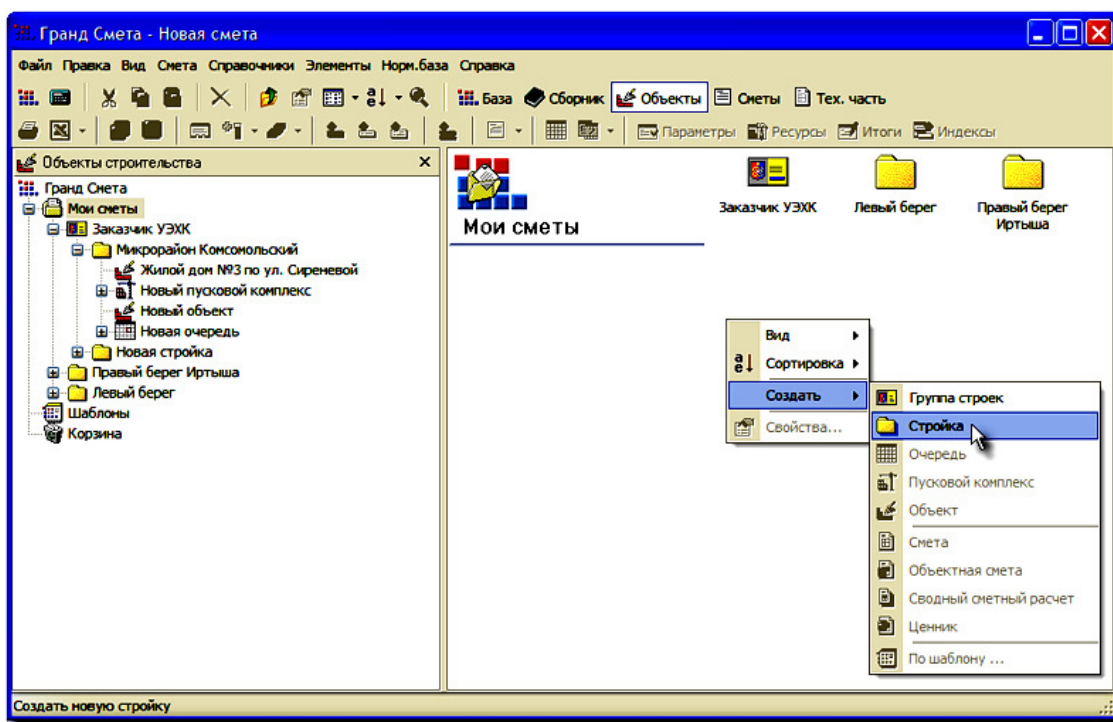 Гранд Смета - Новая смета
Файл Правка Вид Смета Справочники Элементы Норм.база Справка
База Сборник Объекты Сметы Тех. часть
Параметры Ресурсы Итоги Индексы
Объекты строительства
Гранд Смета
Мои сметы
Заказчик УЭХК
Микрорайон Комсомольский
Жилой дом №3 по ул. Сиреневой
Новый пусковой комплекс
Новый объект
Новая очередь
Новая стройка
Правый берег Иртыша
Левый берег
Шаблоны
Корзина
Мои сметы
Заказчик УЭХК
Левый берег
Правый берег
Иртыша
Вид
Сортировка
Создать
Свойства...
Группа строек
Стройка
Очередь
Пусковой комплекс
Объект
Смета
Объектная смета
Сводный сметный расчет
Ценник
По шаблону ...
Создать новую стройку